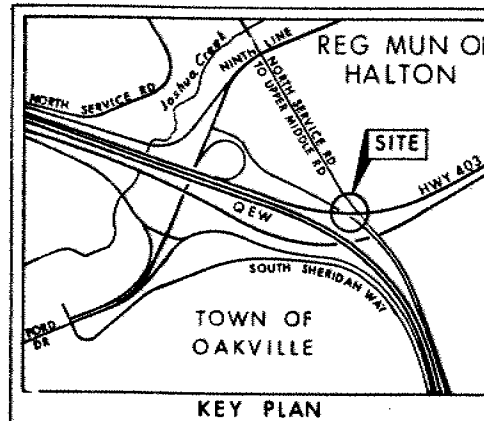 REG MUN OF
HALTON
NORTH SERVICE RD
Joshua Creek
NINTH LINE
NORTH SERVICE RD
TO UPPER MIDDLE RD
SITE
HWY 403
QEW
SOUTH SHERIDAN WAY
FORD
DR
TOWN OF
OAKVILLE
KEY PLAN